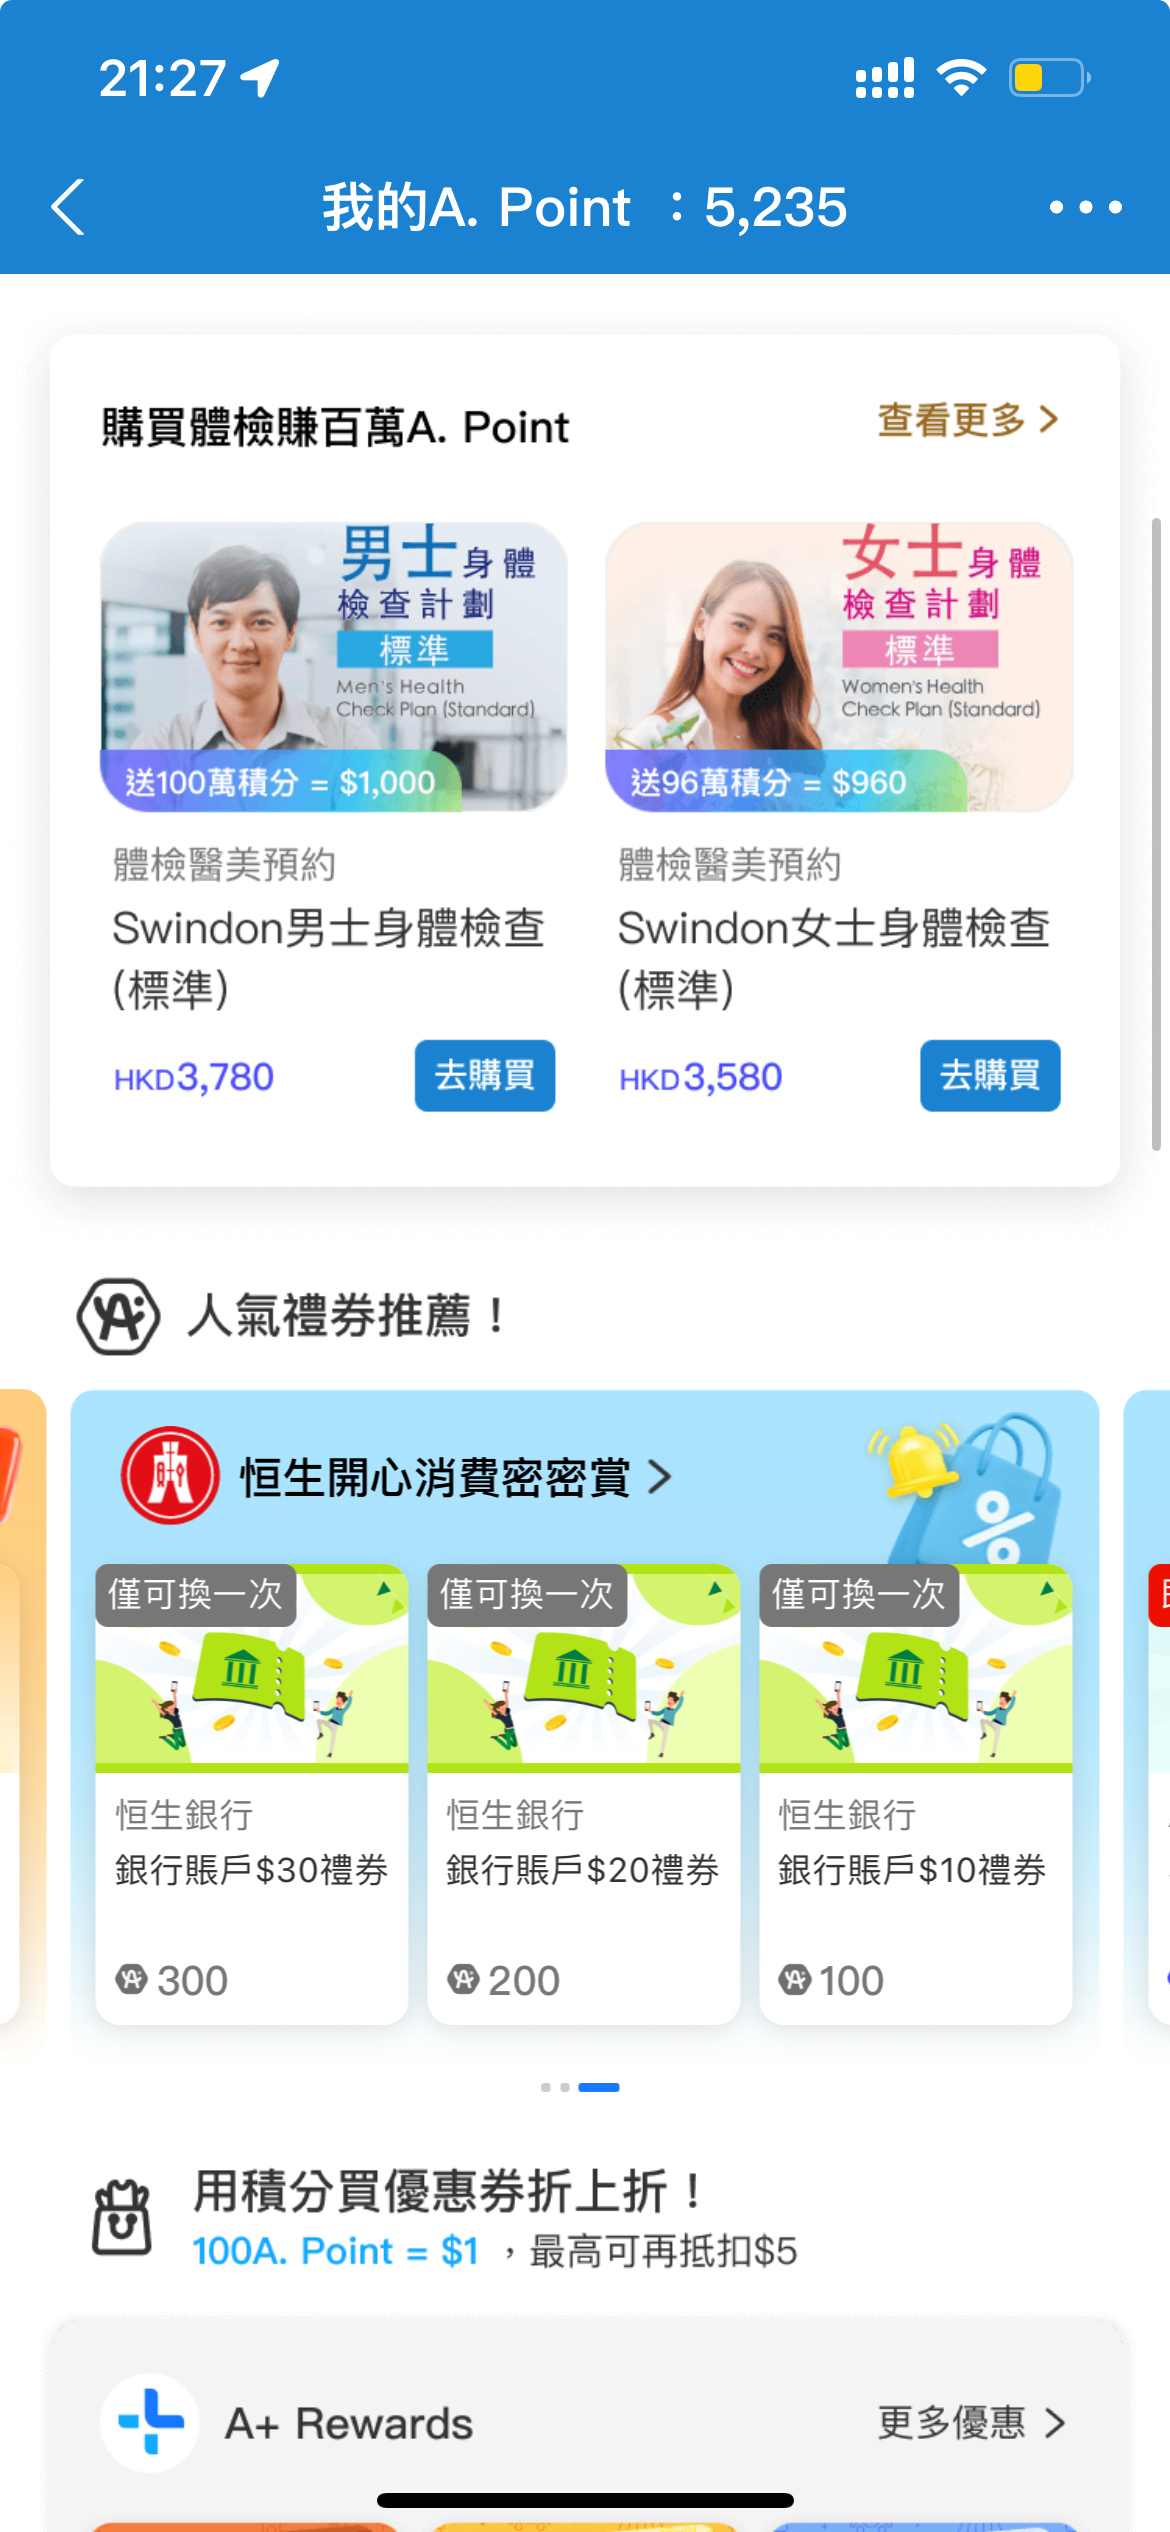 21:27
我的A. Point ：5,235
購買體檢賺百萬A. Point
查看更多
男士身體
檢查計劃
標準
Men's Health
Check Plan (Standard)
送100萬積分 = $1,000
女士身體
檢查計劃
標準
Women's Health
Check Plan (Standard)
送96萬積分 = $960
體檢醫美預約
Swindon男士身體檢查
(標準)
HKD3,780
去購買
體檢醫美預約
Swindon女士身體檢查
(標準)
HKD3,580
去購買
人氣禮券推薦！
恒生開心消費密密賞
%
僅可換一次
僅可換一次
僅可換一次
恒生銀行
銀行賬戶$30禮券
300
恒生銀行
銀行賬戶$20禮券
200
恒生銀行
銀行賬戶$10禮券
100
用積分買優惠券折上折！
100A. Point = $1 ，最高可再抵扣$5
A+ Rewards
更多優惠